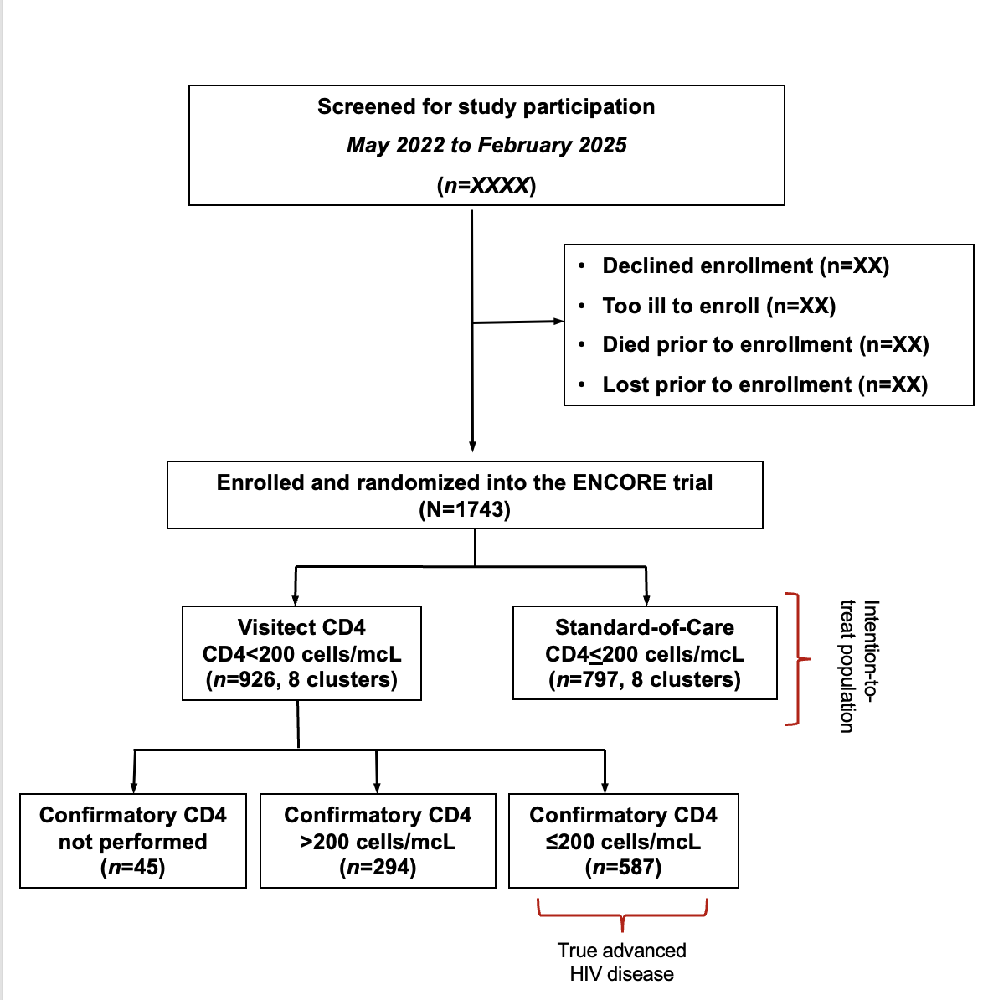 Screened for study participation
May 2022 to February 2025
(n=XXXX)
• Declined enrollment (n=XX)
• Too ill to enroll (n=XX)
• Died prior to enrollment (n=XX)
• Lost prior to enrollment (n=XX)
Enrolled and randomized into the ENCORE trial
(N=1743)
Visitect CD4
CD4<200 cells/mcL
(n=926, 8 clusters)
Standard-of-Care
CD4≤200 cells/mcL
(n=797, 8 clusters)
Intention-to-
treat population
Confirmatory CD4
not performed
(n=45)
Confirmatory CD4
>200 cells/mcL
(n=294)
Confirmatory CD4
≤200 cells/mcL
(n=587)
True advanced
HIV disease